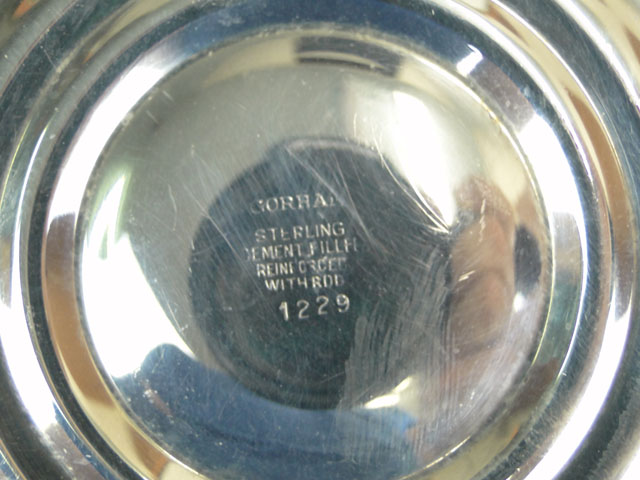 GORHAM
STERLING
CEMENT FILLED
REINFORCED
WITH ROD
1229